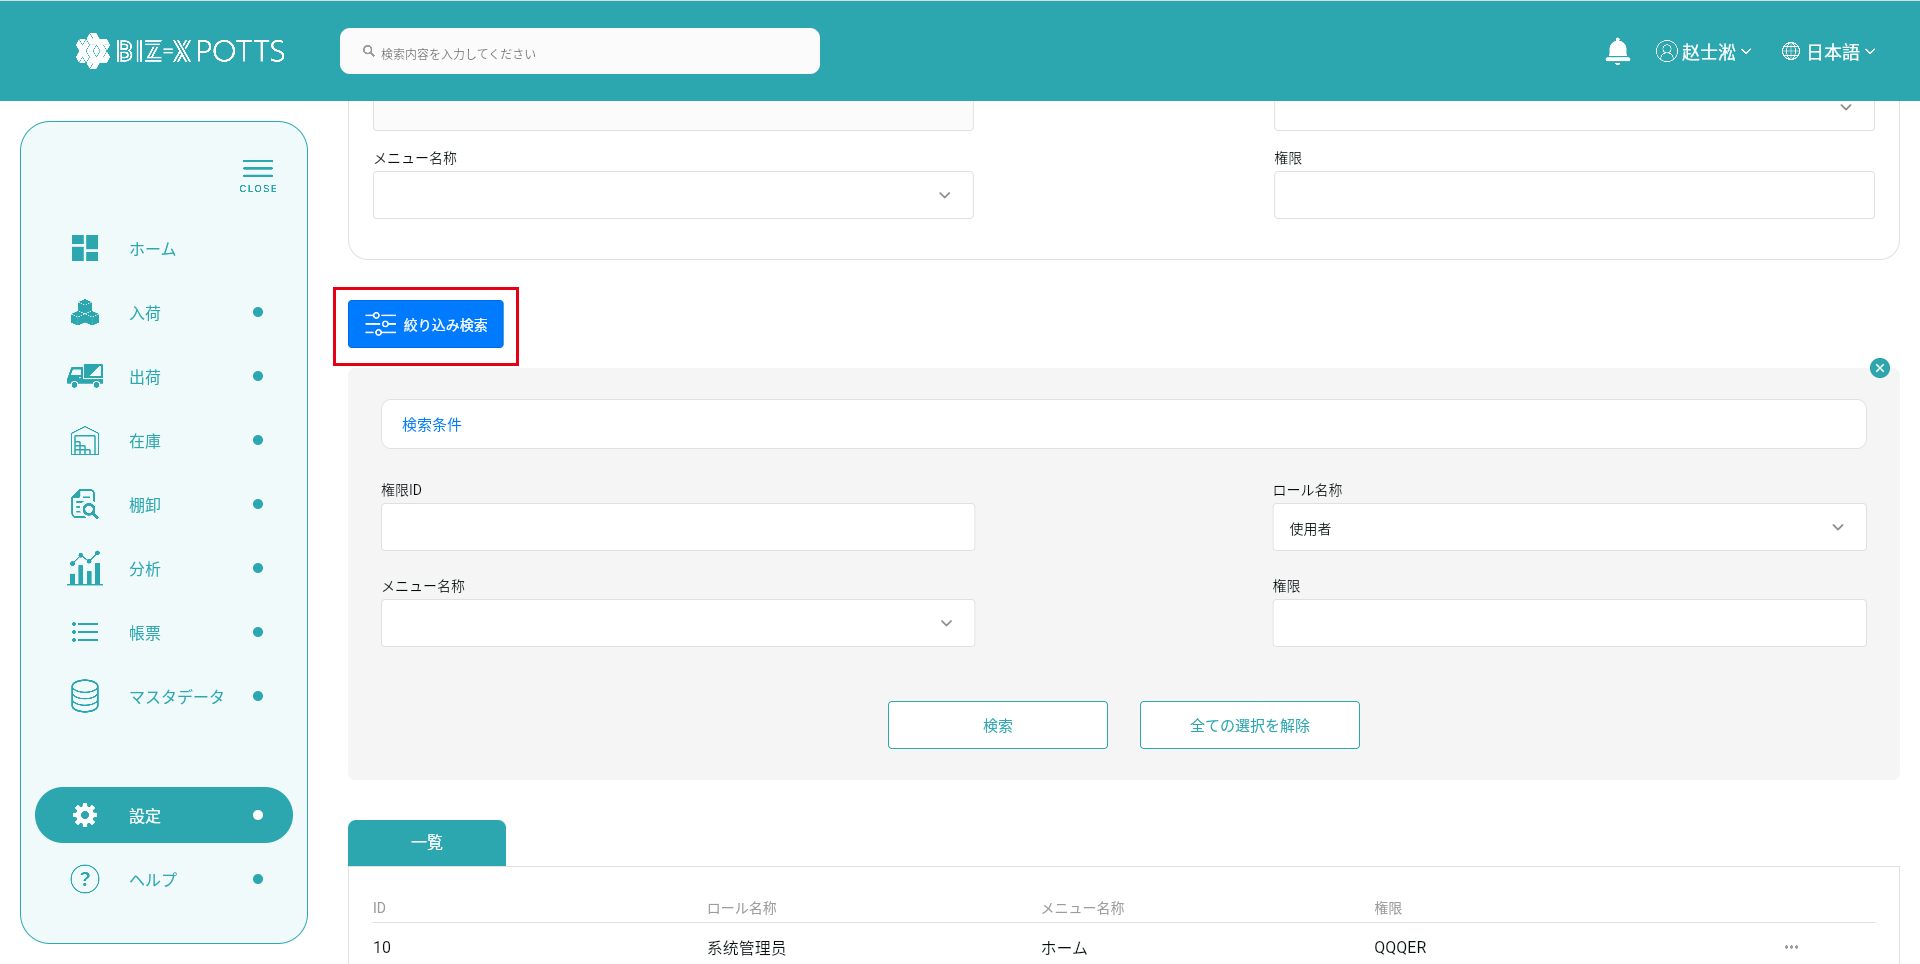 BIZ-X POTTS
検索内容を入力してください
赵士淞
日本語
CLOSE
ホーム
入荷
出荷
在庫
棚卸
分析
帳票
マスタデータ
設定
? ヘルプ
メニュー名称
権限
絞り込み検索
検索条件
権限ID
ロール名称
使用者
メニュー名称
権限
検索
全ての選択を解除
一覧
ID ロール名称 メニュー名称 権限
10 系统管理员 ホーム QQQER ...